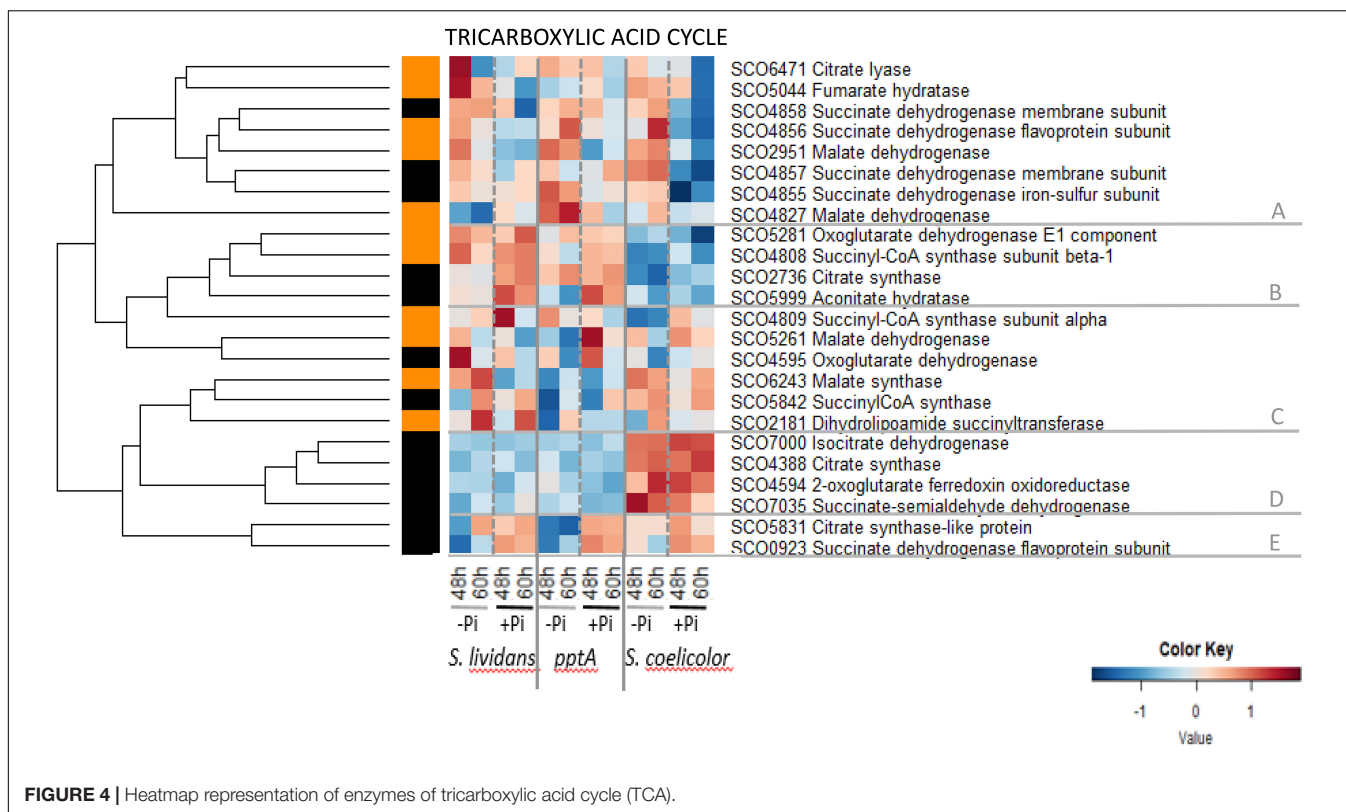 TRICARBOXYLIC ACID CYCLE
SCO6471 Citrate lyase
SCO5044 Fumarate hydratase
SCO4858 Succinate dehydrogenase membrane subunit
SCO4856 Succinate dehydrogenase flavoprotein subunit
SCO2951 Malate dehydrogenase
SCO4857 Succinate dehydrogenase membrane subunit
SCO4855 Succinate dehydrogenase iron-sulfur subunit
SCO4827 Malate dehydrogenase A
SCO5281 Oxoglutarate dehydrogenase E1 component
SCO4808 Succinyl-CoA synthase subunit beta-1
SCO2736 Citrate synthase
SCO5999 Aconitate hydratase B
SCO4809 Succinyl-CoA synthase subunit alpha
SCO5261 Malate dehydrogenase
SCO4595 Oxoglutarate dehydrogenase
SCO6243 Malate synthase
SCO5842 SuccinylCoA synthase
SCO2181 Dihydrolipoamide succinyltransferase C
SCO7000 Isocitrate dehydrogenase
SCO4388 Citrate synthase
SCO4594 2-oxoglutarate ferredoxin oxidoreductase
SCO7035 Succinate-semialdehyde dehydrogenase D
SCO5831 Citrate synthase-like protein
SCO0923 Succinate dehydrogenase flavoprotein subunit E
48h 60h 48h 60h 48h 60h 48h 60h 48h 60h 48h 60h
-Pi +Pi -Pi +Pi -Pi +Pi
S. lividans pptA S. coelicolor
Color Key
-1 0 1
Value
FIGURE 4 | Heatmap representation of enzymes of tricarboxylic acid cycle (TCA).